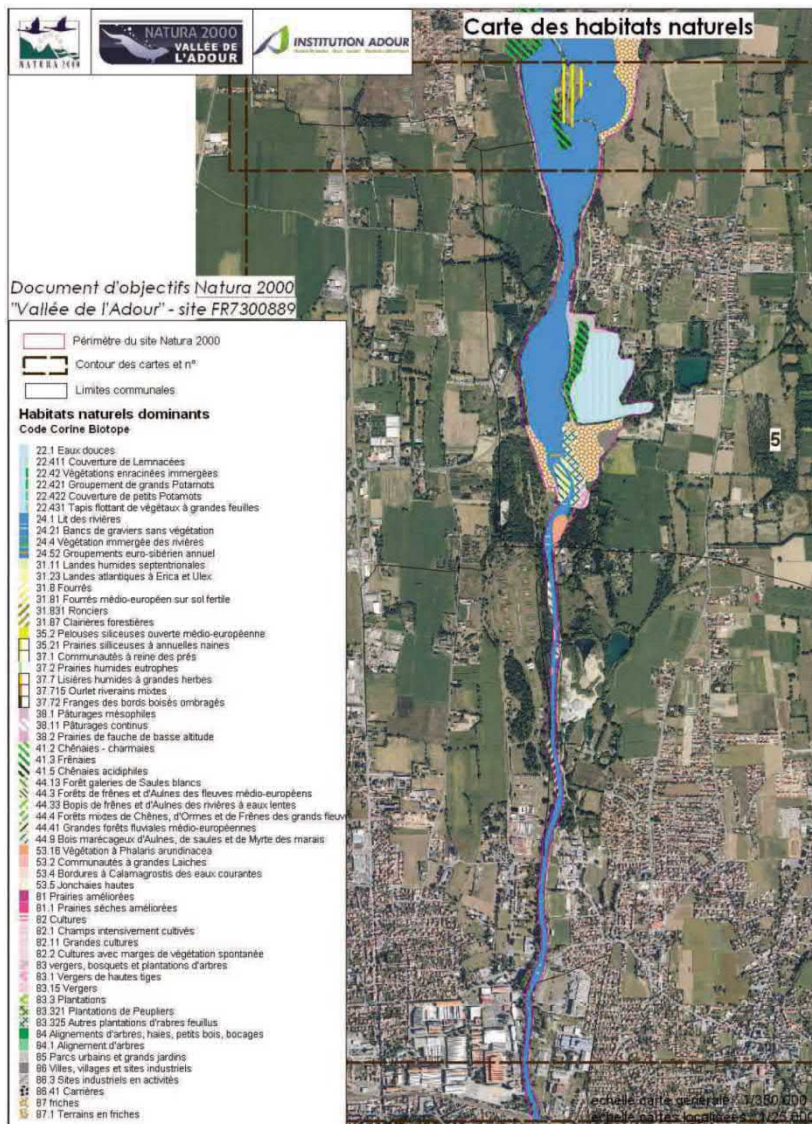 Carte des habitats naturels
NATURA 2000
NATURA 2000
VALLÉE DE
L'ADOUR
INSTITUTION ADOUR
Document d'objectifs Natura 2000
"Vallée de l'Adour" - site FR7300889
Périmètre du site Natura 2000
Contour des cartes et n°
Limites communales
Habitats naturels dominants
Code Corine Biotope
22.1 Eaux douces
22.411 Couverture de Lemnacées
22.42 Végétations enracinées immergées
22.421 Groupement de grands Potamots
22.422 Couverture de petits Potamots
22.431 Tapis flottant de végétaux à grandes feuilles
24.1 Lit des rivières
24.21 Bancs de graviers sans végétation
24.4 Végétation immergée des rivières
24.52 Groupements euro-sibérien annuel
31.11 Landes humides septentrionales
31.23 Landes atlantiques à Erica et Ulex
31.8 Fourrés
31.81 Fourrés médio-européen sur sol fertile
31.831 Ronciers
31.87 Clairières forestières
35.2 Pelouses siliceuses ouverte médio-européenne
35.21 Prairies silliceuses à annuelles naines
37.1 Communautés à reine des prés
37.2 Prairies humides eutrophes
37.7 Lisières humides à grandes herbes
37.715 Ourlet riverains mixtes
37.72 Franges des bords boisés ombragés
38.1 Pâturages mésophiles
38.11 Pâturages continus
38.2 Prairies de fauche de basse altitude
41.2 Chênaies - charmaies
41.3 Frênaies
41.5 Chênaies acidiphiles
44.13 Forêt galeries de Saules blancs
44.3 Forêts de frênes et d'Aulnes des fleuves médio-européens
44.33 Bopis de frênes et d'Aulnes des rivières à eaux lentes
44.4 Forêts mixtes de Chênes, d'Ormes et de Frênes des grands fleuv
44.41 Grandes forêts fluviales médio-européennes
44.9 Bois marécageux d'Aulnes, de saules et de Myrte des marais
53.16 Végétation à Phalaris arundinacea
53.2 Communautés à grandes Laiches
53.4 Bordures à Calamagrostis des eaux courantes
53.5 Jonchaies hautes
81 Prairies améliorées
81.1 Prairies sèches améliorées
82 Cultures
82.1 Champs intensivement cultivés
82.11 Grandes cultures
82.2 Cultures avec marges de végétation spontanée
83 vergers, bosquets et plantations d'arbres
83.1 Vergers de hautes tiges
83.15 Vergers
83.3 Plantations
83.321 Plantations de Peupliers
83.325 Autres plantations d'rabres feuillus
84 Alignements d'arbres, haies, petits bois, bocages
84.1 Alignement d'arbres
85 Parcs urbains et grands jardins
86 Villes, villages et sites industriels
86.3 Sites industriels en activités
86.41 Carrières
87 friches
87.1 Terrains en friches
5
echelle carte générale : 1/350 000
echelle cartes localisées : 1/25 00